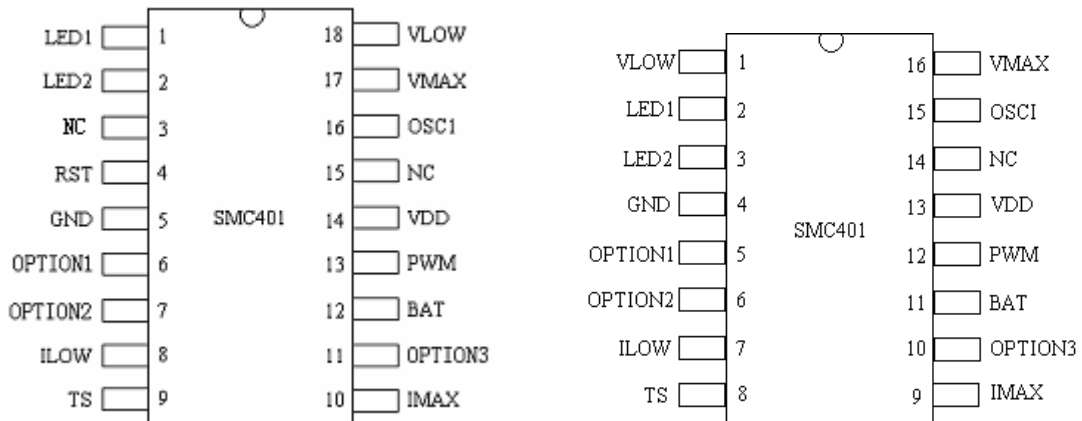 LED1 1 18 VLOW
LED2 2 17 VMAX
NC 3 16 OSC1
RST 4 15 NC
GND 5 SMC401 14 VDD
OPTION1 6 13 PWM
OPTION2 7 12 BAT
ILOW 8 11 OPTION3
TS 9 10 IMAX
VLOW 1 16 VMAX
LED1 2 15 OSCI
LED2 3 14 NC
GND 4 13 VDD
SMC401
OPTION1 5 12 PWM
OPTION2 6 11 BAT
ILOW 7 10 OPTION3
TS 8 9 IMAX